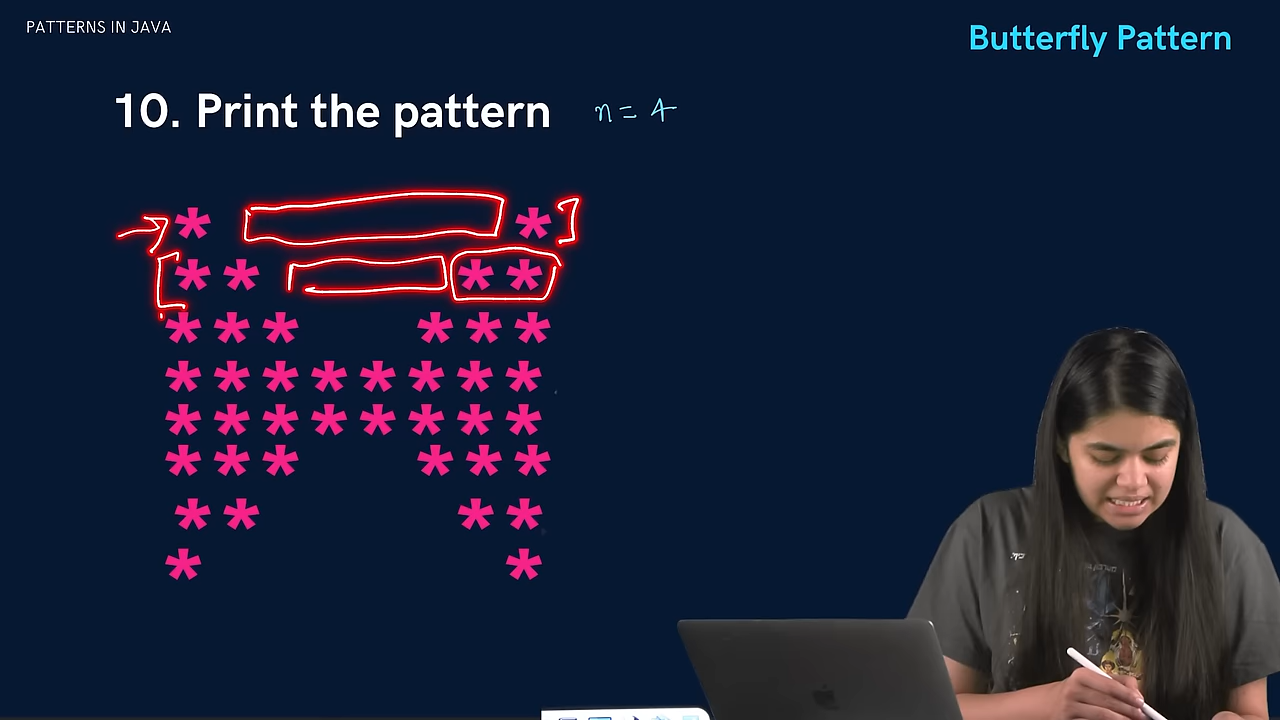 PATTERNS IN JAVA
Butterfly Pattern
10. Print the pattern n = 4
* *
* * * *
* * * * * *
* * * * * * * *
* * * * * * * *
* * * * * *
* * * *
* *